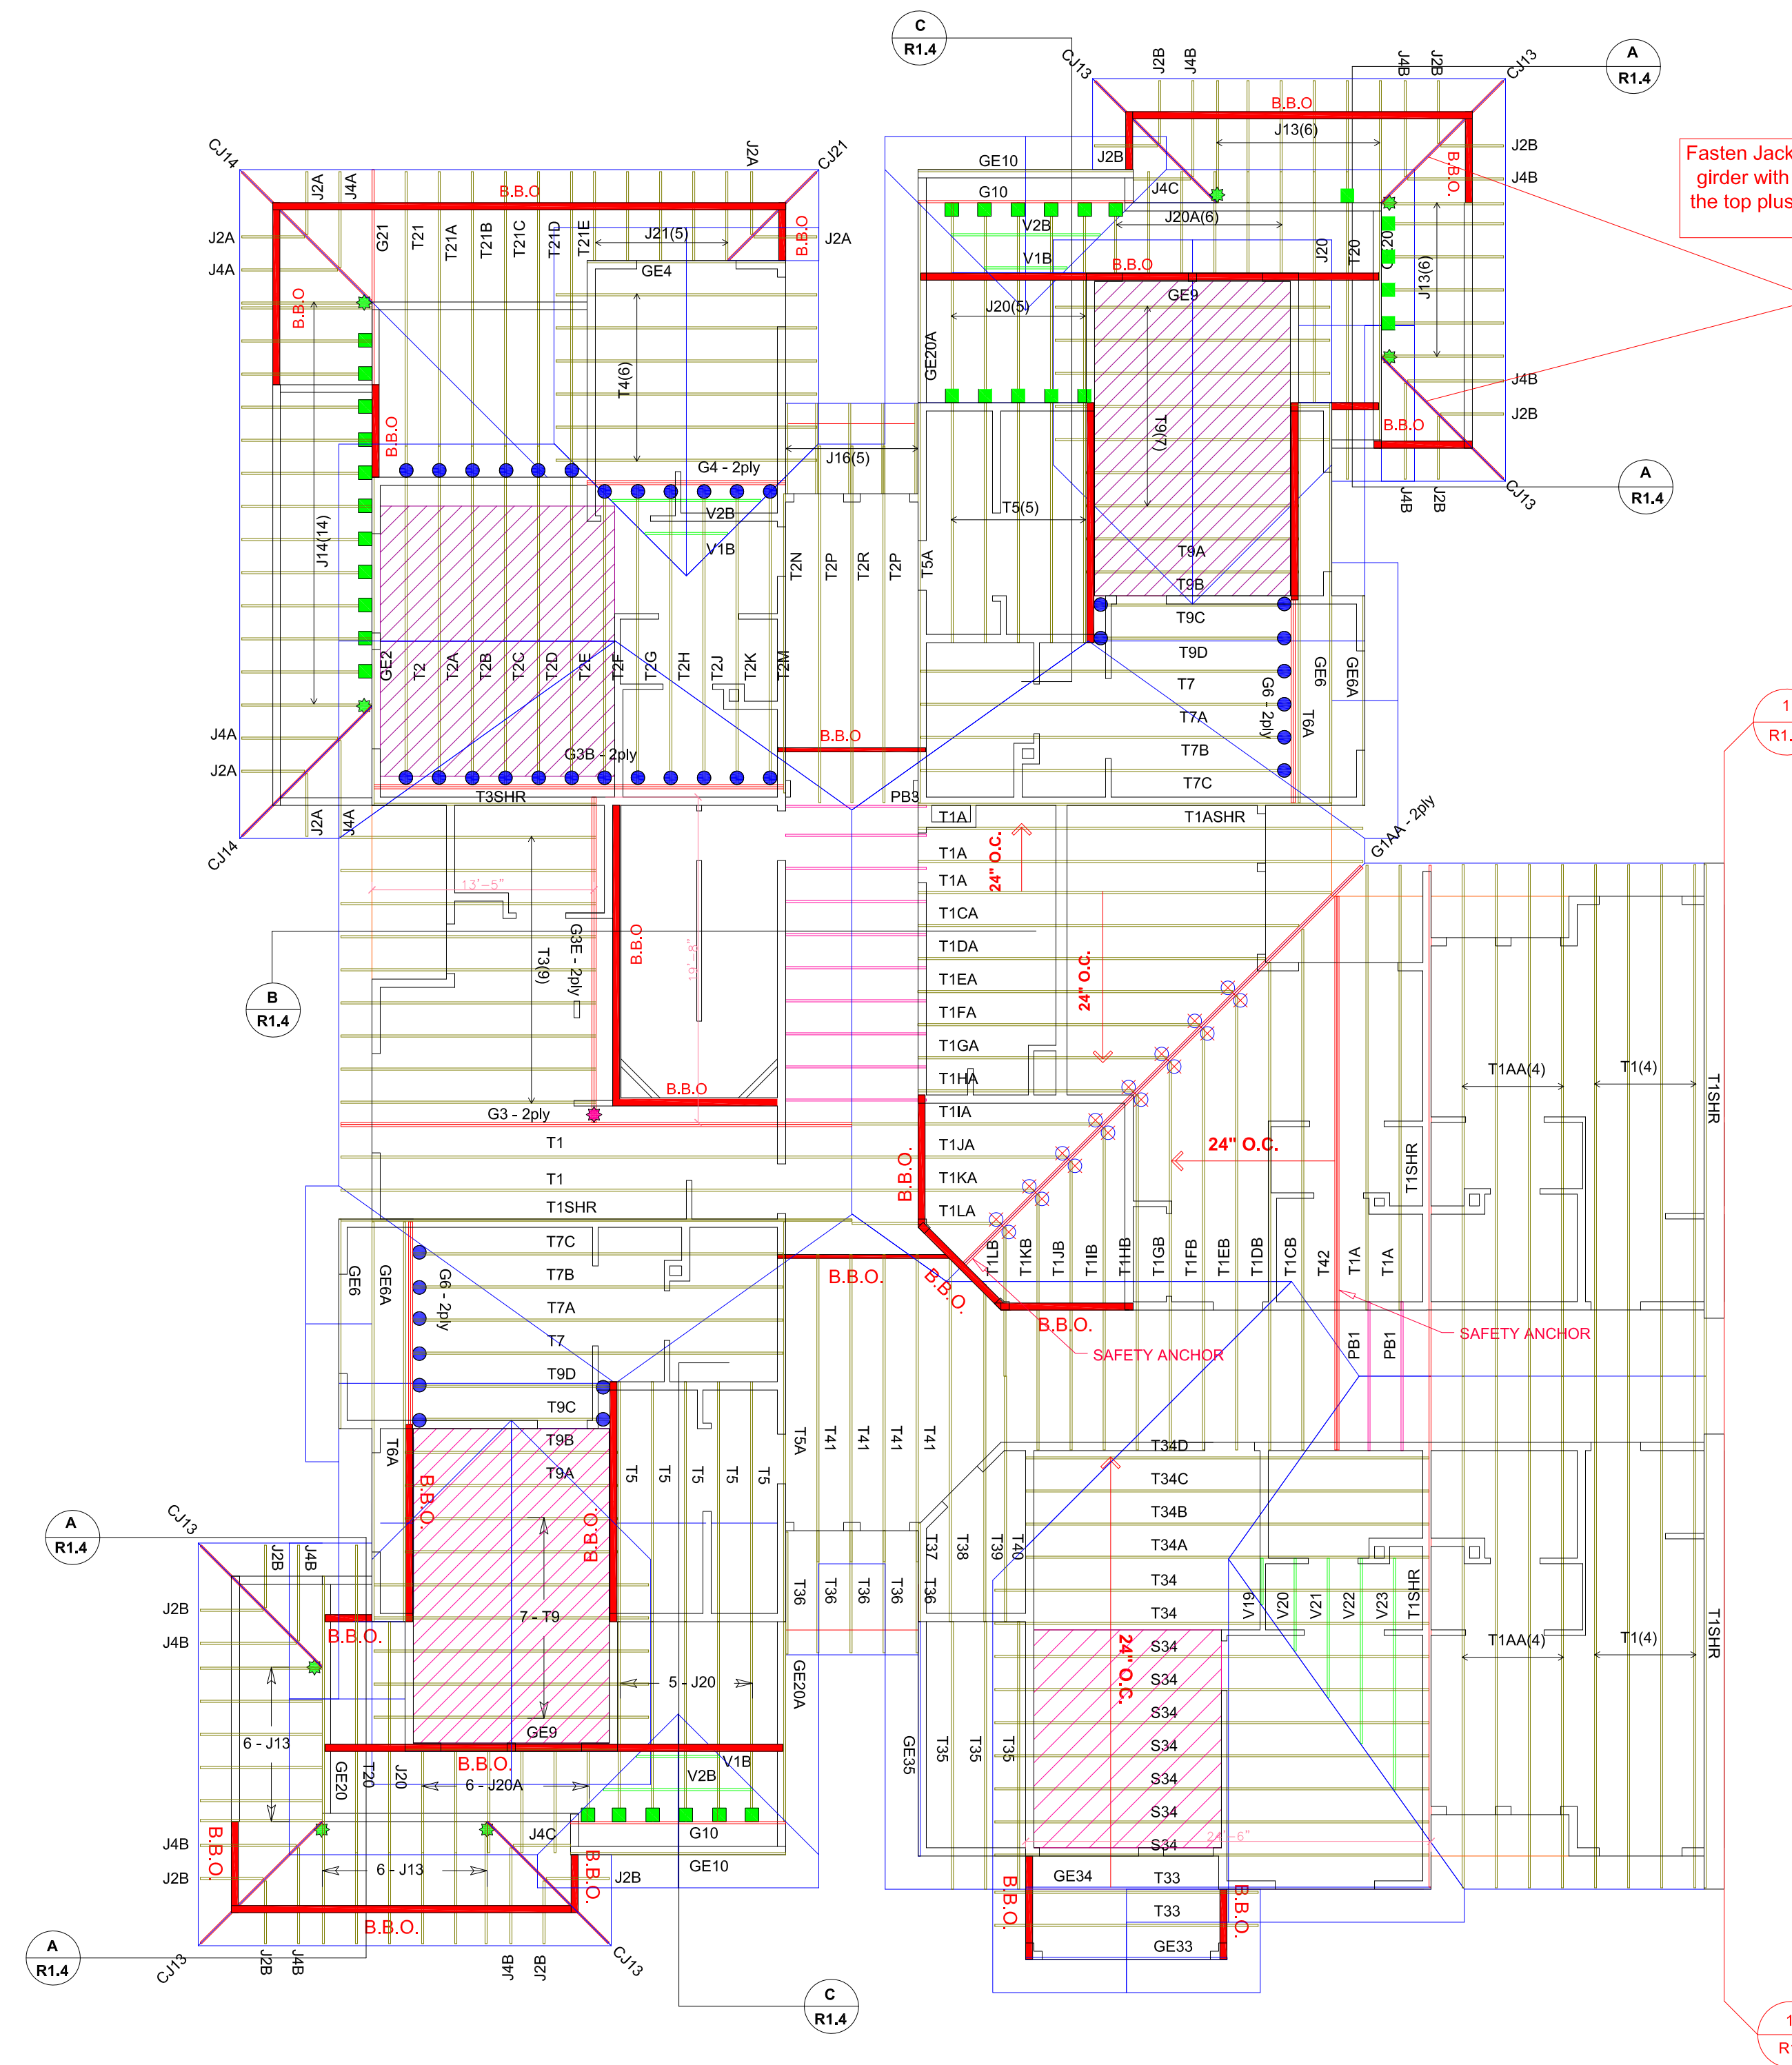 C
R1.4
A
R1.4
CJ13
J2B
J4B
J4B
J2B
CJ13
B.B.O
J13(6)
J2B
J4B
B.B.O.
J2B
Fasten Jack
girder with
the top plus
CJ14
J2A
J4A
J2A
CJ21
B.B.O
J2A
J4A
B.B.O
G21
T21
T21A
T21B
T21C
T21D
T21E
J21(5)
B.B.O
J2A
GE4
T4(6)
B.B.O
J14(14)
GE10
G10
J4C
J20A(6)
V2B
V1B
B.B.O
J20
T20
J13(6)
GE9
J20(5)
GE20A
T9(7)
J4B
J2B
B.B.O
J4B
J2B
CJ13
A
R1.4
G4 - 2ply
V2B
V1B
J16(5)
T5(5)
T2N
T2P
T2R
T2P
T5A
T9A
T9B
T9C
T9D
T7
T7A
T7B
T7C
G6 - 2ply
GE6
GE6A
T6A
GE2
T2
T2A
T2B
T2C
T2D
T2E
T2F
T2G
T2H
T2J
T2K
T2M
G3B - 2ply
B.B.O
J4A
J2A
J2A
J4A
CJ14
T3SHR
PB3
T1A
T1ASHR
G1AA - 2ply
24" O.C.
T1A
T1A
T1CA
T1DA
T1EA
T1FA
T1GA
T1HA
T1IA
T1JA
T1KA
T1LA
24" O.C.
13'-5"
T3(9)
G3E - 2ply
B.B.O
19'-8"
B
R1.4
B.B.O
G3 - 2ply
T1
T1
T1SHR
B.B.O.
24" O.C.
T1AA(4)
T1(4)
T1SHR
T1SHR
T1LB
T1KB
T1JB
T1IB
T1HB
T1GB
T1FB
T1EB
T1DB
T1CB
T42
T1A
T1A
B.B.O.
B.B.O.
B.B.O.
SAFETY ANCHOR
SAFETY ANCHOR
PB1
PB1
T7C
T7B
T7A
T7
T9D
T9C
T9B
T9A
GE6
GE6A
G6 - 2ply
T6A
B.B.O.
B.B.O.
T5
T5
T5
T5
T5
T5A
T41
T41
T41
T41
T37
T38
T39
T40
T34D
T34C
T34B
T34A
T34
T34
S34
S34
S34
S34
S34
S34
S34
24" O.C.
V19
V20
V21
V22
V23
T1SHR
T1AA(4)
T1(4)
T1SHR
T36
T36
T36
T36
T36
A
R1.4
CJ13
J2B
J4B
J2B
J4B
B.B.O.
7 - T9
5 - J20
GE20A
6 - J13
GE9
GE20
T20
J20
B.B.O.
6 - J20A
V1B
V2B
GE35
T35
T35
T35
24'-6"
J4B
J2B
B.B.O.
6 - J13
J4C
G10
GE10
J2B
B.B.O.
B.B.O.
B.B.O.
GE34
T33
T33
GE33
B.B.O.
A
R1.4
CJ13
J2B
J4B
J4B
J2B
CJ13
C
R1.4